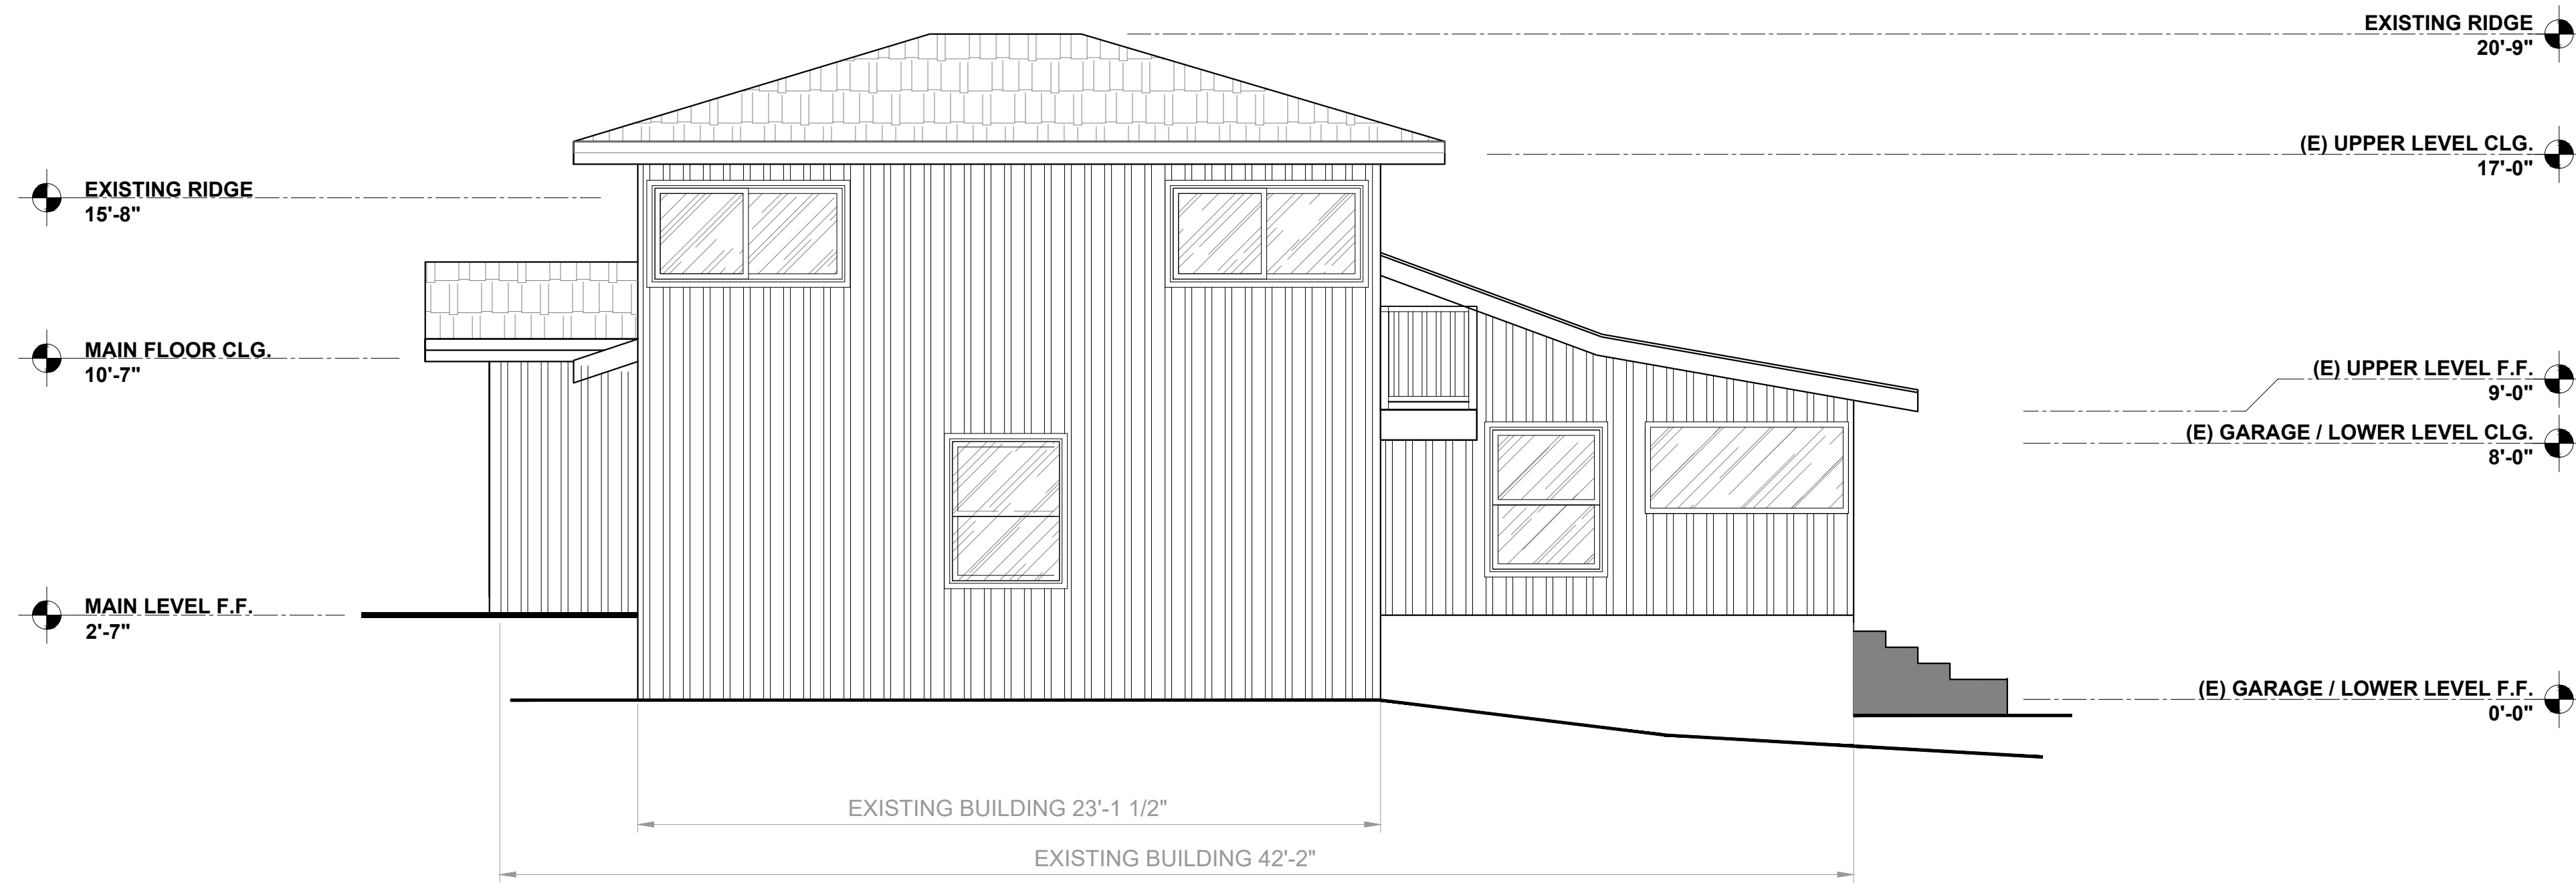 EXISTING RIDGE
20'-9"
(E) UPPER LEVEL CLG.
17'-0"
EXISTING RIDGE
15'-8"
MAIN FLOOR CLG.
10'-7"
(E) UPPER LEVEL F.F.
9'-0"
(E) GARAGE / LOWER LEVEL CLG.
8'-0"
MAIN LEVEL F.F.
2'-7"
(E) GARAGE / LOWER LEVEL F.F.
0'-0"
EXISTING BUILDING 23'-1 1/2"
EXISTING BUILDING 42'-2"